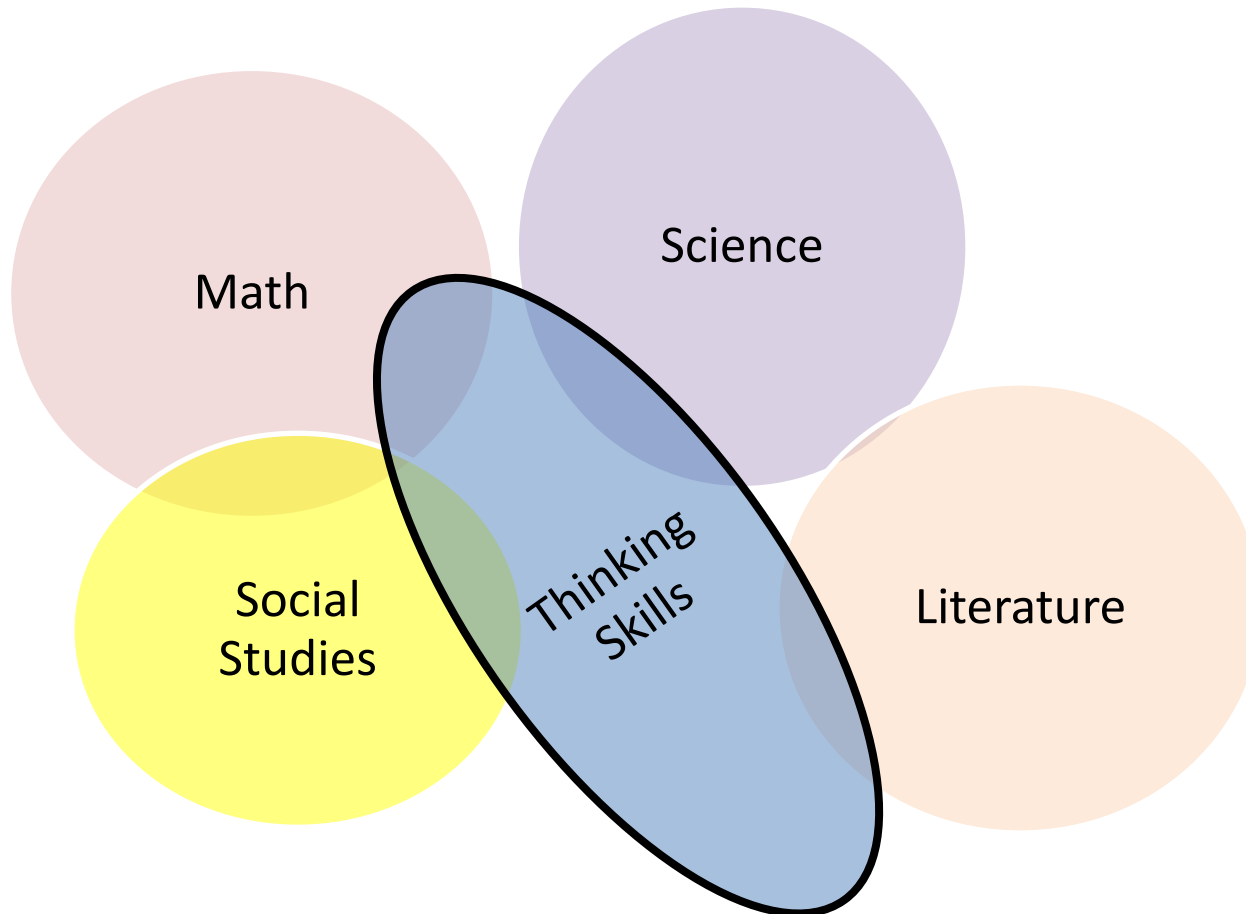 Science
Math
Thinking
Skills
Social
Studies
Literature